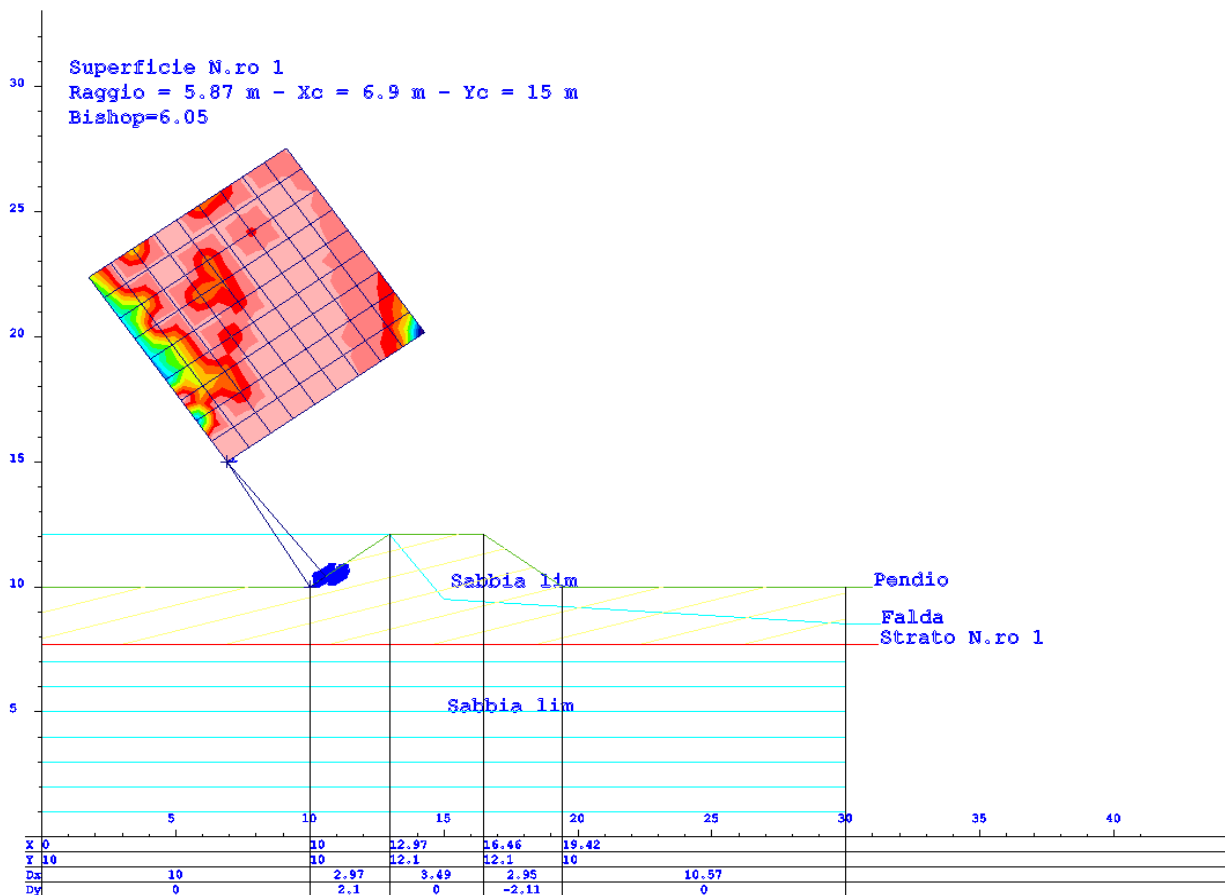 30
Superficie N.ro 1
Raggio = 5.87 m - Xc = 6.9 m - Yc = 15 m
Bishop=6.05
25
20
15
10
Sabbia lim
Pendio
Falda
Strato N.ro 1
5
Sabbia lim
5 10 15 20 25 30 35 40
X 0 10 12.97 16.46 19.42
Y 10 10 12.1 12.1 10
Dx 10 2.97 3.49 2.95 10.57
Dy 0 2.1 0 -2.11 0